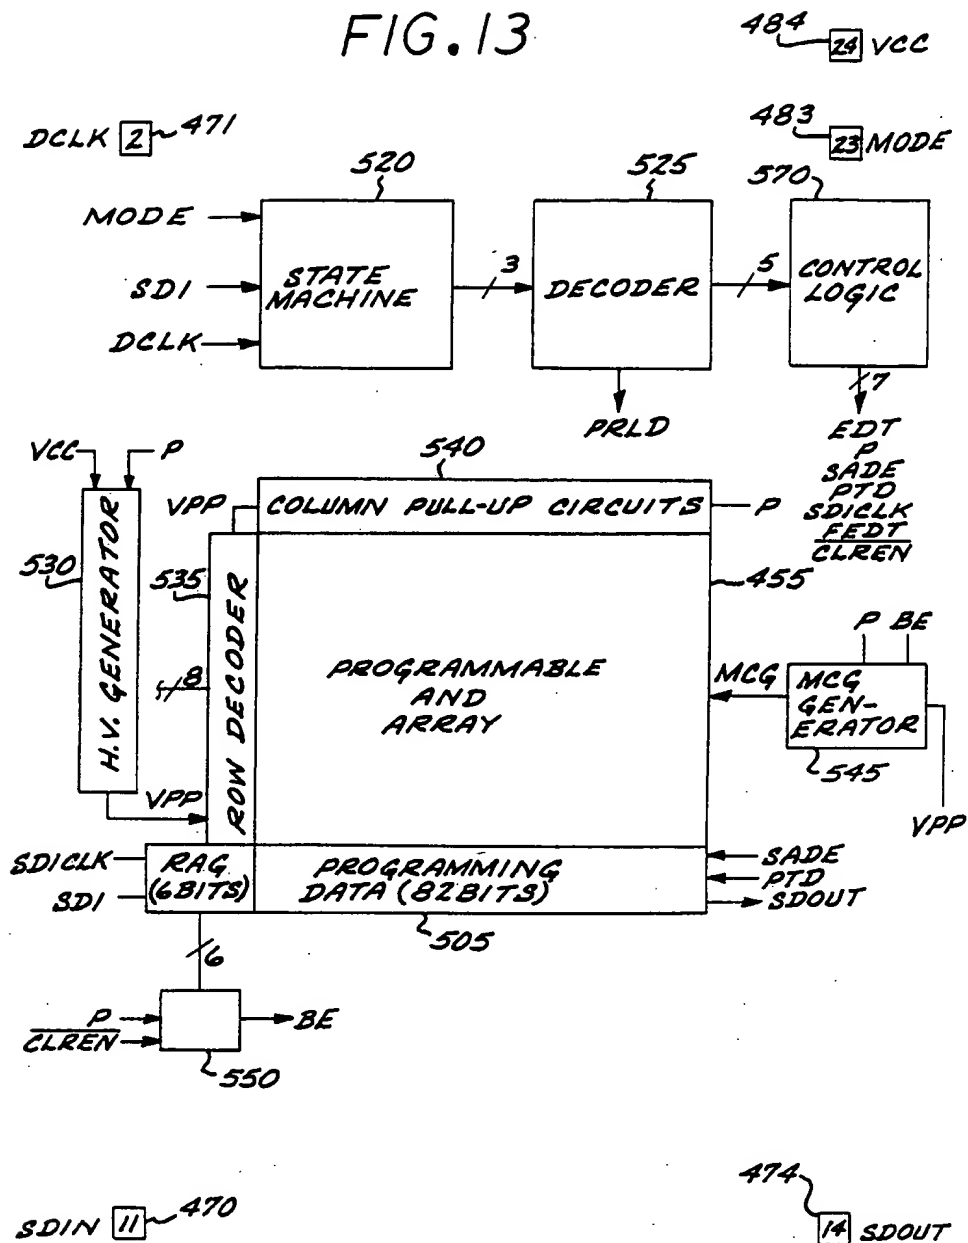 FIG. 13
484
24 VCC
DCLK 2 471
483
23 MODE
520
525
570
MODE
SDI
DCLK
STATE
MACHINE
3
DECODER
5
CONTROL
LOGIC
7
PRLD
EDT
P
SADE
PTD
SDICLK
FEDT
CLREN
VCC
P
540
VPP
COLUMN PULL-UP CIRCUITS
P
530
H.V. GENERATOR
535
ROW DECODER
8
455
PROGRAMMABLE
AND
ARRAY
P BE
MCG
MCG
GEN-
ERATOR
545
VPP
VPP
SDICLK
SDI
RAG
(6BITS)
PROGRAMMING
DATA (82BITS)
SADE
PTD
SDOUT
505
6
P
CLREN
BE
550
474
SDIN 11 470
14 SDOUT